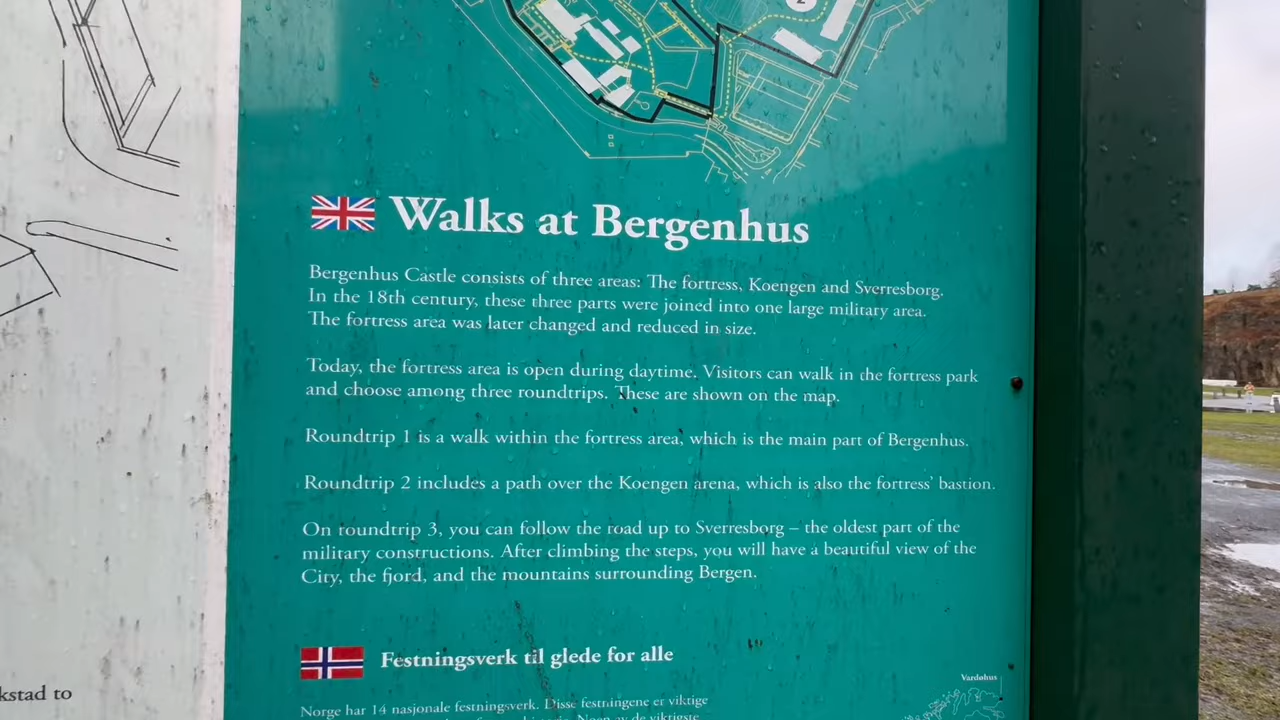 2
Walks at Bergenhus
Bergenhus Castle consists of three areas: The fortress, Koengen and Sverresborg.
In the 18th century, these three parts were joined into one large military area.
The fortress area was later changed and reduced in size.
Today, the fortress area is open during daytime. Visitors can walk in the fortress park
and choose among three roundtrips. These are shown on the map.
Roundtrip 1 is a walk within the fortress area, which is the main part of Bergenhus.
Roundtrip 2 includes a path over the Koengen arena, which is also the fortress’ bastion.
On roundtrip 3, you can follow the road up to Sverresborg – the oldest part of the
military constructions. After climbing the steps, you will have a beautiful view of the
City, the fjord, and the mountains surrounding Bergen.
Festningsverk til glede for alle
Vardøhus
kstad to
Norge har 14 nasjonale festningsverk. Disse festningene er viktige
Noen av de viktigste